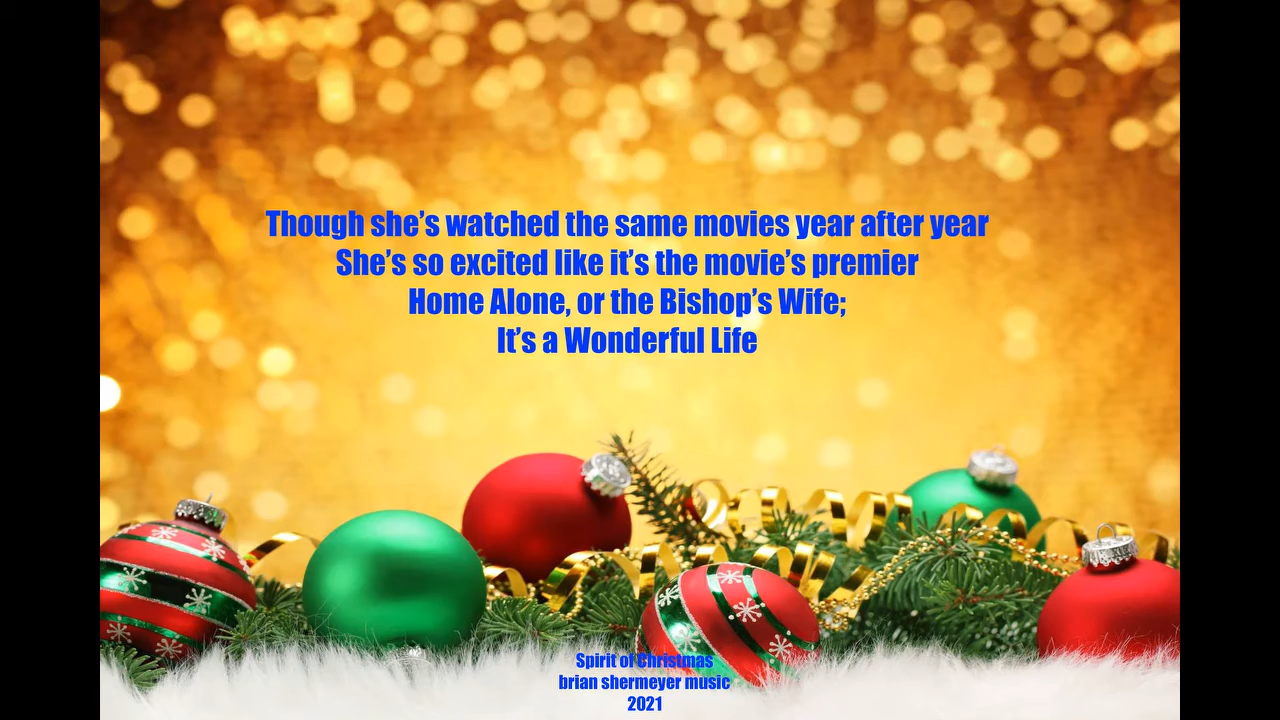 Though she’s watched the same movies year after year
She’s so excited like it’s the movie’s premier
Home Alone, or the Bishop’s Wife;
It’s a Wonderful Life
Spirit of Christmas
brian shermeyer music
2021